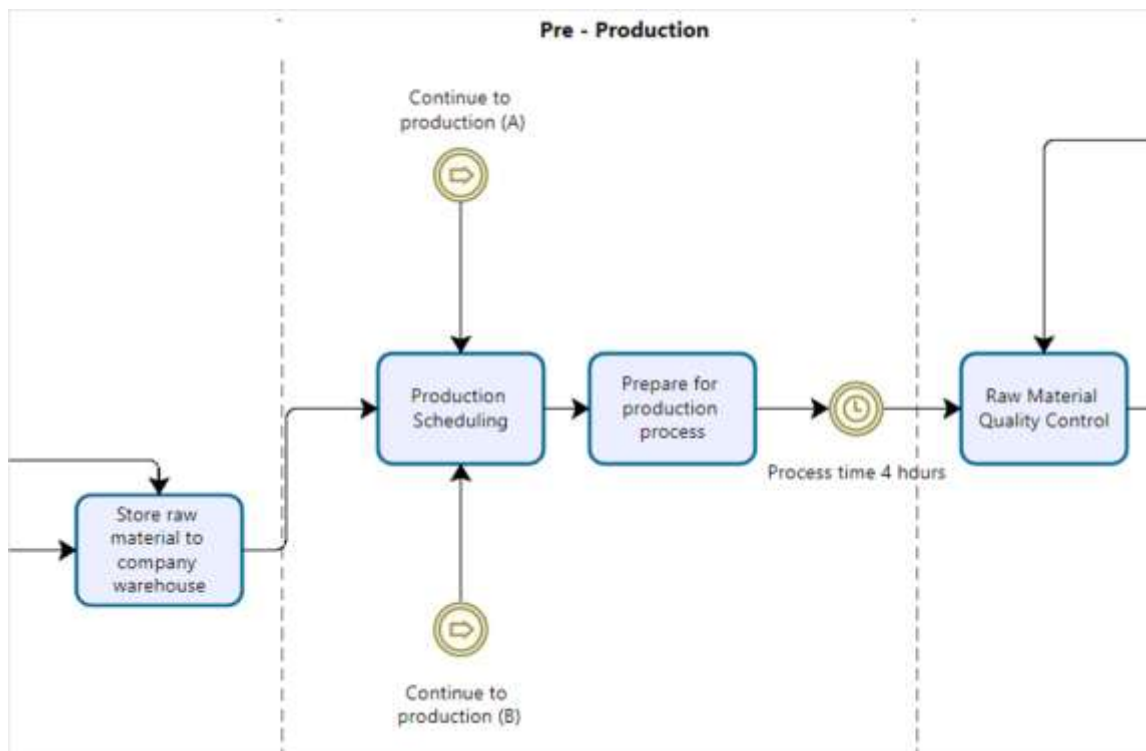 Pre - Production
Continue to
production (A)
Production
Scheduling
Prepare for
production
process
Process time 4 hours
Raw Material
Quality Control
Store raw
material to
company
warehouse
Continue to
production (B)